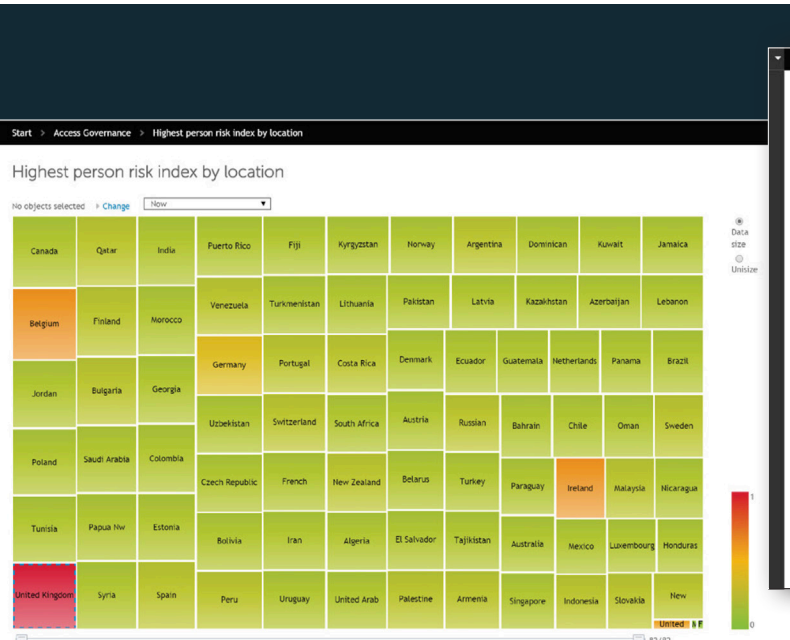 Start > Access Governance > Highest person risk index by location
Highest person risk index by location
No objects selected Change Now
Data size
Unisize
Canada Qatar India Puerto Rico Fiji Kyrgyzstan Norway Argentina Dominican Kuwait Jamaica
Belgium Finland Morocco Venezuela Turkmenistan Lithuania Pakistan Latvia Kazakhstan Azerbaijan Lebanon
Jordan Bulgaria Georgia Germany Portugal Costa Rica Denmark Ecuador Guatemala Netherlands Panama Brazil
Poland Saudi Arabia Colombia Uzbekistan Switzerland South Africa Austria Russian Bahrain Chile Oman Sweden
Tunisia Papua Nw Estonia Czech Republic French New Zealand Belarus Turkey Paraguay Ireland Malaysia Nicaragua
Bolivia Iran Algeria El Salvador Tajikistan Australia Mexico Luxembourg Honduras
United Kingdom Syria Spain Peru Uruguay United Arab Palestine Armenia Singapore Indonesia Slovakia New
United
1
0